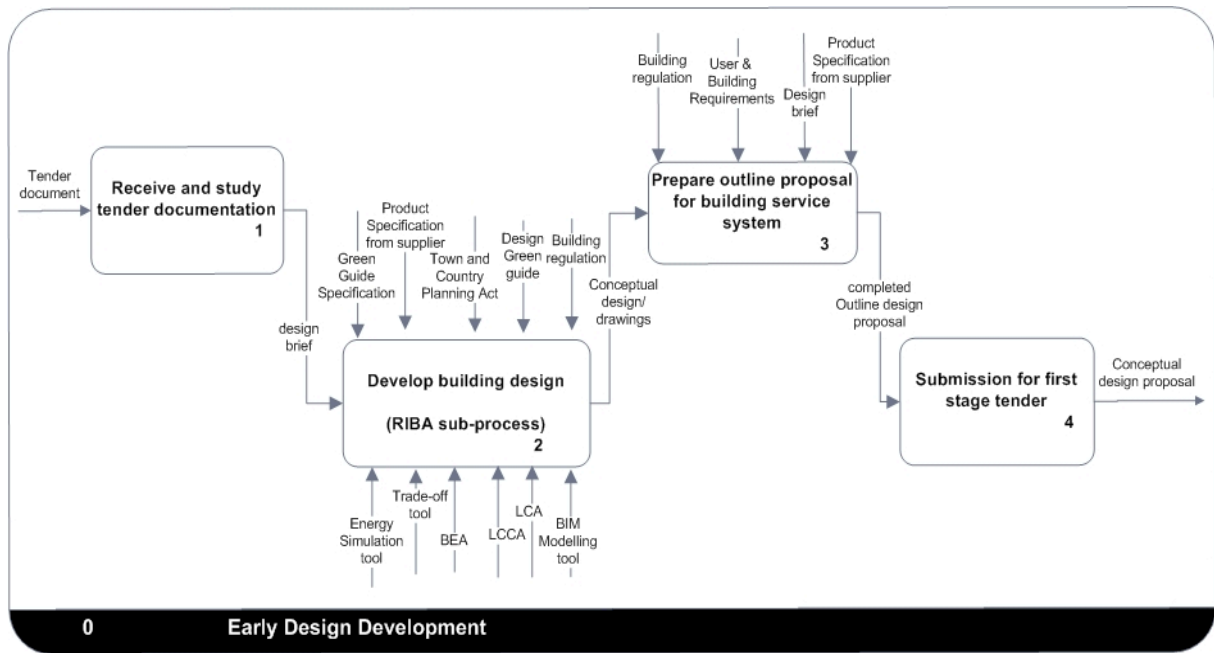 Tender
document
Receive and study
tender documentation
1
design
brief
Green
Guide
Specification
Product
Specification
from supplier
Town and
Country
Planning Act
Design
Green
guide
Building
regulation
Develop building design
(RIBA sub-process)
2
Energy
Simulation
tool
Trade-off
tool
BEA
LCCA
LCA
BIM
Modelling
tool
Conceptual
design/
drawings
Building
regulation
User &
Building
Requirements
Design
brief
Product
Specification
from supplier
Prepare outline proposal
for building service
system
3
completed
Outline design
proposal
Submission for first
stage tender
4
Conceptual
design proposal
0 Early Design Development